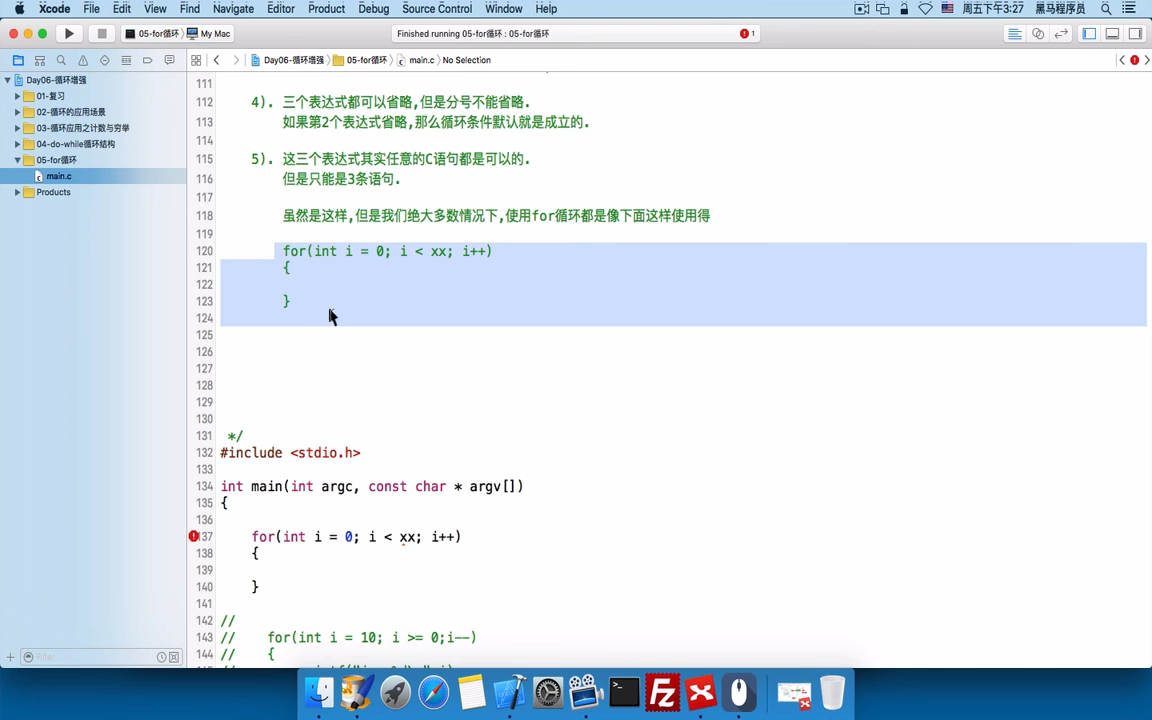 Xcode File Edit View Find Navigate Editor Product Debug Source Control Window Help 周五下午3:27 黑马程序员
05-for循环 〉 My Mac Finished running 05-for循环 : 05-for循环 1
Day06-循环增强 〉 05-for循环 〉 main.c 〉 No Selection
Day06-循环增强
01-复习
02-循环的应用场景
03-循环应用之计数与穷举
04-do-while循环结构
05-for循环
main.c
Products
Filter
111
112 4). 三个表达式都可以省略,但是分号不能省略.
113 如果第2个表达式省略,那么循环条件默认就是成立的.
114
115 5). 这三个表达式其实任意的C语句都是可以的.
116 但是只能是3条语句.
117
118 虽然是这样,但是我们绝大多数情况下,使用for循环都是像下面这样使用得
119
120 for(int i = 0; i < xx; i++)
121 {
122
123 }
124
125
126
127
128
129
130
131 */
132 #include <stdio.h>
133
134 int main(int argc, const char * argv[])
135 {
136
137 for(int i = 0; i < xx; i++)
138 {
139
140 }
141
142 //
143 // for(int i = 10; i >= 0;i--)
144 // {